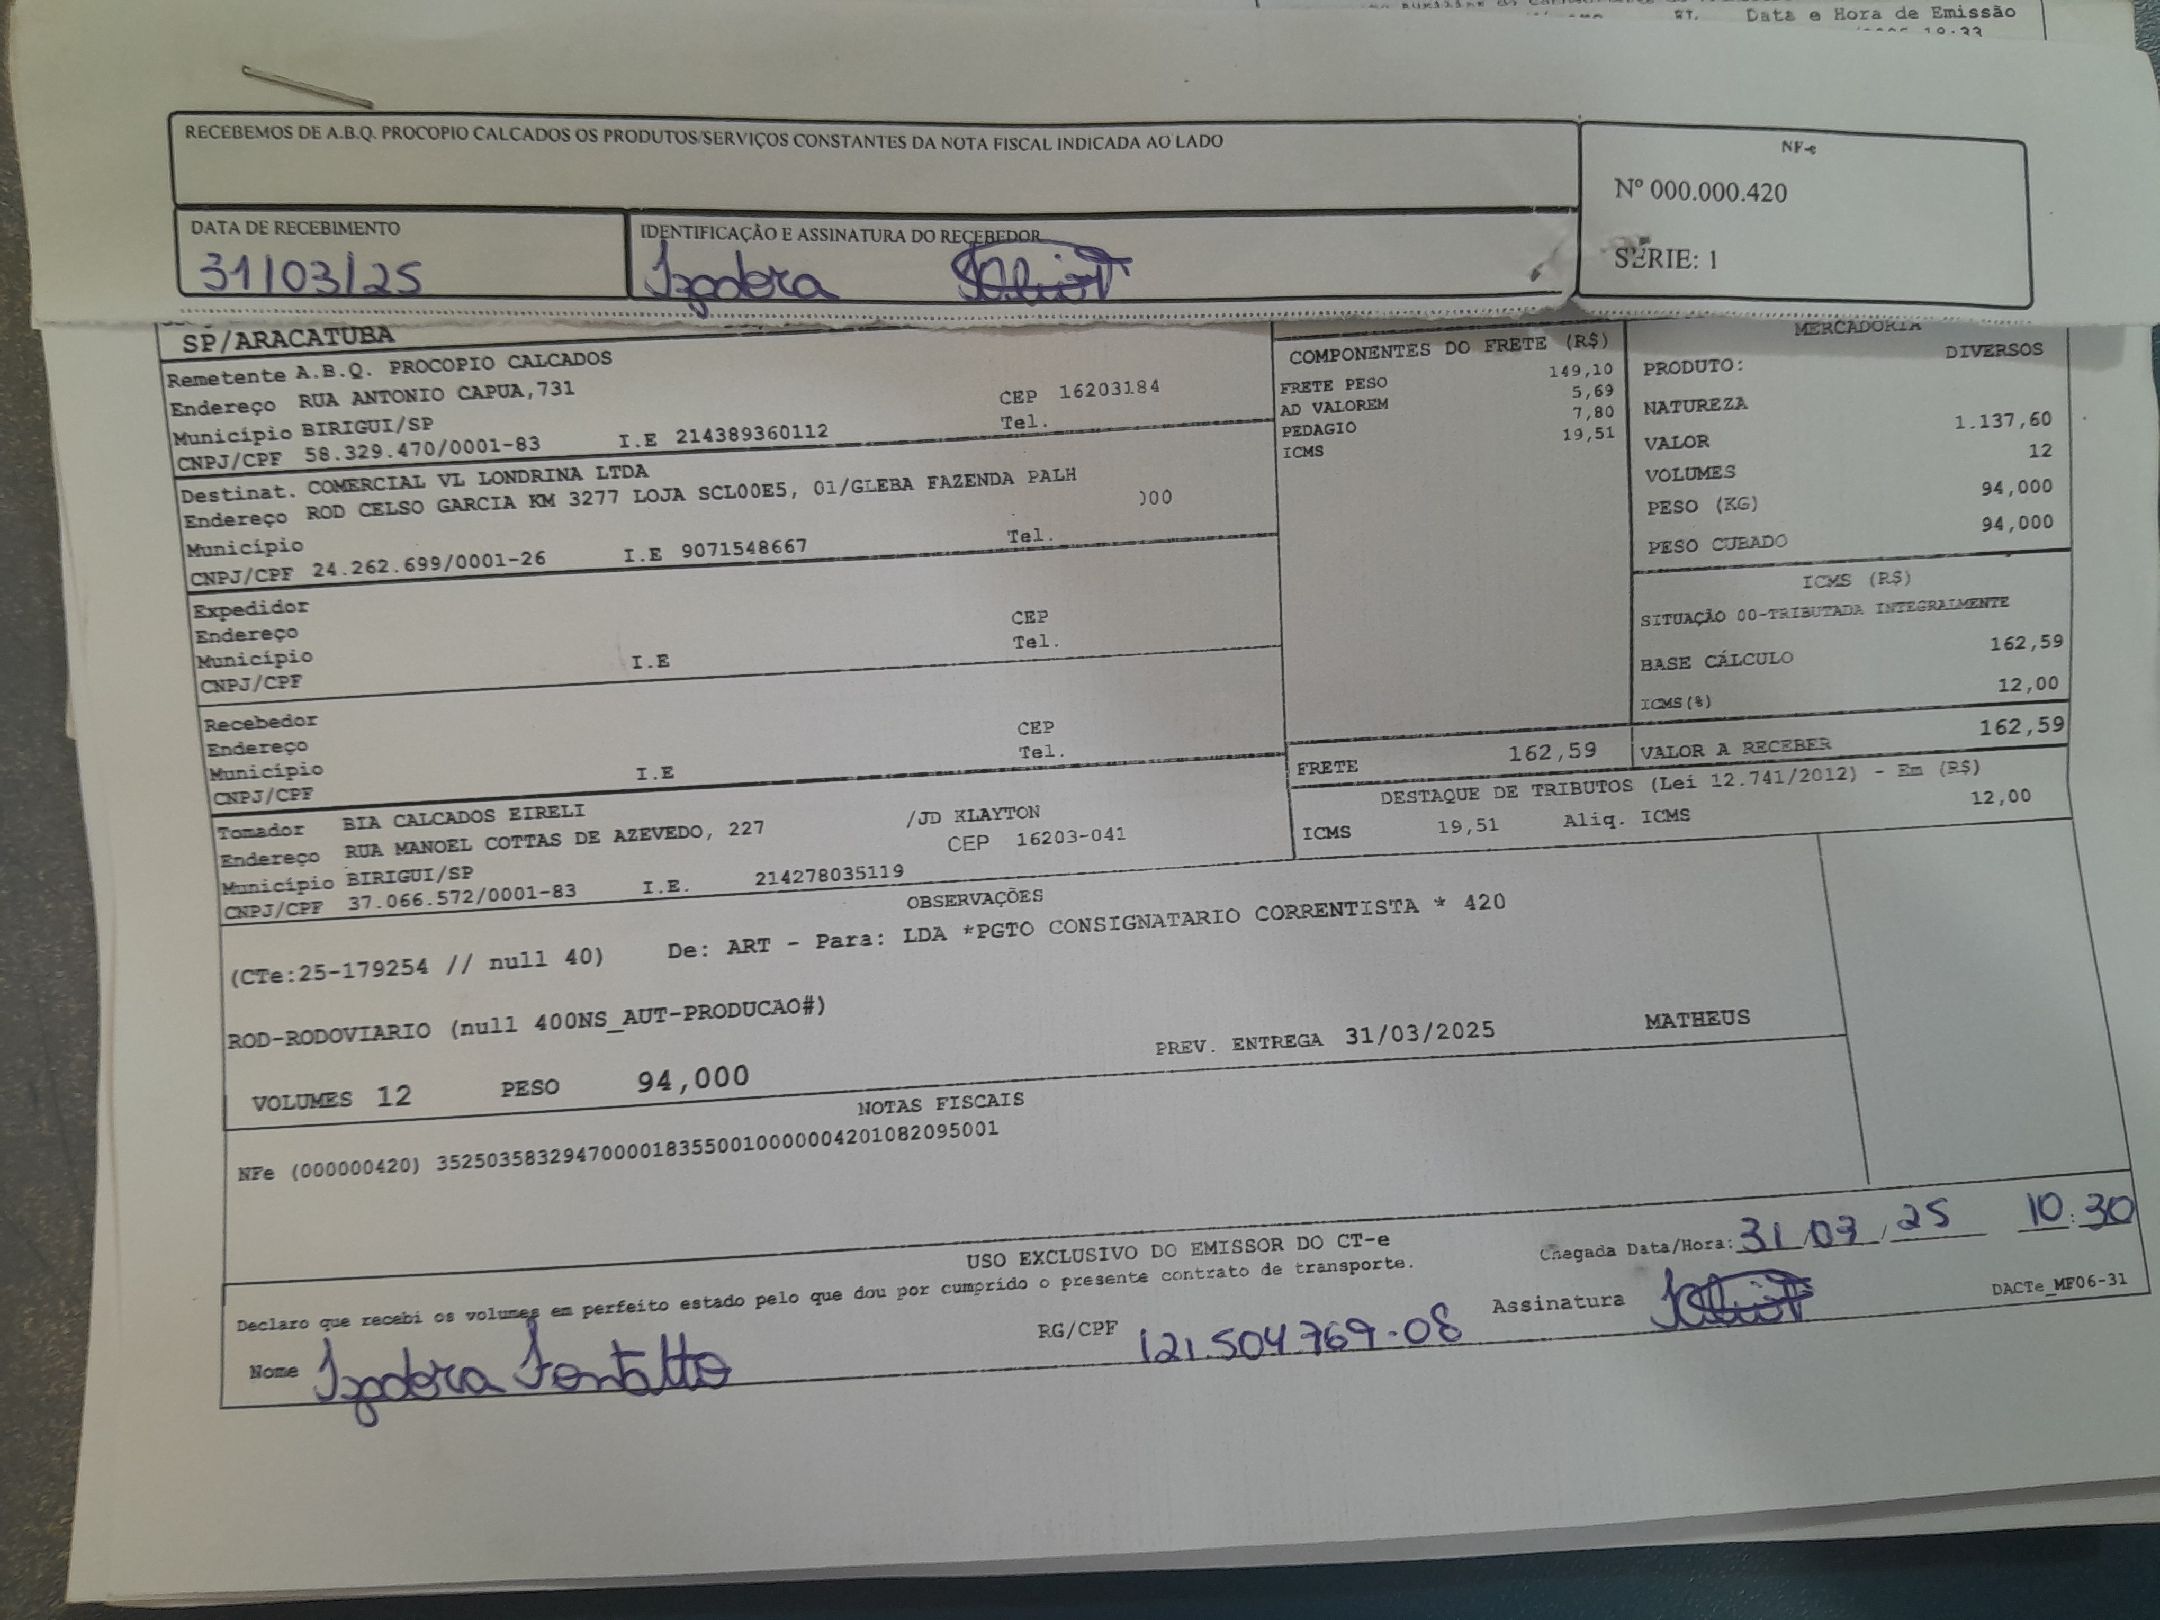 RT. Data e Hora de Emissão
RECEBEMOS DE A.B.Q. PROCOPIO CALCADOS OS PRODUTOS/SERVIÇOS CONSTANTES DA NOTA FISCAL INDICADA AO LADO
NF-e
Nº 000.000.420
SÉRIE: 1
DATA DE RECEBIMENTO
31/03/25
IDENTIFICAÇÃO E ASSINATURA DO RECEBEDOR
Izadora
SP/ARACATUBA
Remetente A.B.Q. PROCOPIO CALCADOS
Endereço RUA ANTONIO CAPUA,731 CEP 16203184
Município BIRIGUI/SP Tel.
CNPJ/CPF 58.329.470/0001-83 I.E 214389360112
Destinat. COMERCIAL VL LONDRINA LTDA
Endereço ROD CELSO GARCIA KM 3277 LOJA SCL00E5, 01/GLEBA FAZENDA PALH
Município 000
CNPJ/CPF 24.262.699/0001-26 I.E 9071548667 Tel.
Expedidor
Endereço CEP
Município Tel.
CNPJ/CPF I.E
Recebedor
Endereço CEP
Município Tel.
CNPJ/CPF I.E
Tomador BIA CALCADOS EIRELI
Endereço RUA MANOEL COTTAS DE AZEVEDO, 227 /JD KLAYTON
Município BIRIGUI/SP CEP 16203-041
CNPJ/CPF 37.066.572/0001-83 I.E. 214278035119
COMPONENTES DO FRETE (R$)
FRETE PESO 149,10
AD VALOREM 5,69
PEDAGIO 7,80
ICMS 19,51
FRETE 162,59
MERCADORIA
PRODUTO: DIVERSOS
NATUREZA
VALOR 1.137,60
VOLUMES 12
PESO (KG) 94,000
PESO CUBADO 94,000
ICMS (R$)
SITUAÇÃO 00-TRIBUTADA INTEGRALMENTE
BASE CÁLCULO 162,59
ICMS(%) 12,00
VALOR A RECEBER 162,59
DESTAQUE DE TRIBUTOS (Lei 12.741/2012) - Em (R$)
ICMS 19,51 Aliq. ICMS 12,00
OBSERVAÇÕES
(CTe:25-179254 // null 40) De: ART - Para: LDA *PGTO CONSIGNATARIO CORRENTISTA * 420
ROD-RODOVIARIO (null 400NS_AUT-PRODUCAO#)
VOLUMES 12 PESO 94,000 PREV. ENTREGA 31/03/2025 MATHEUS
NOTAS FISCAIS
NFe (000000420) 35250358329470000183550010000004201082095001
USO EXCLUSIVO DO EMISSOR DO CT-e
Declaro que recebi os volumes em perfeito estado pelo que dou por cumprido o presente contrato de transporte.
Chegada Data/Hora: 31/03/25 10:30
Nome Izadora RG/CPF 121.504.769-08 Assinatura
DACTe_MF06-31